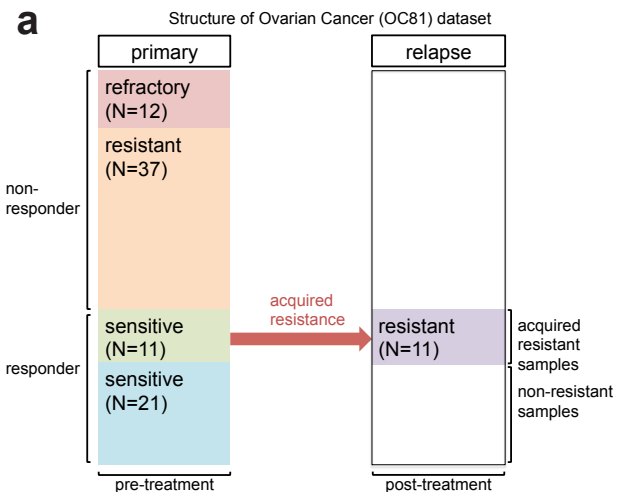 a
Structure of Ovarian Cancer (OC81) dataset
primary
relapse
refractory
(N=12)
resistant
(N=37)
non-
responder
acquired
resistance
sensitive
(N=11)
resistant
(N=11)
acquired
resistant
samples
responder
sensitive
(N=21)
non-resistant
samples
pre-treatment
post-treatment